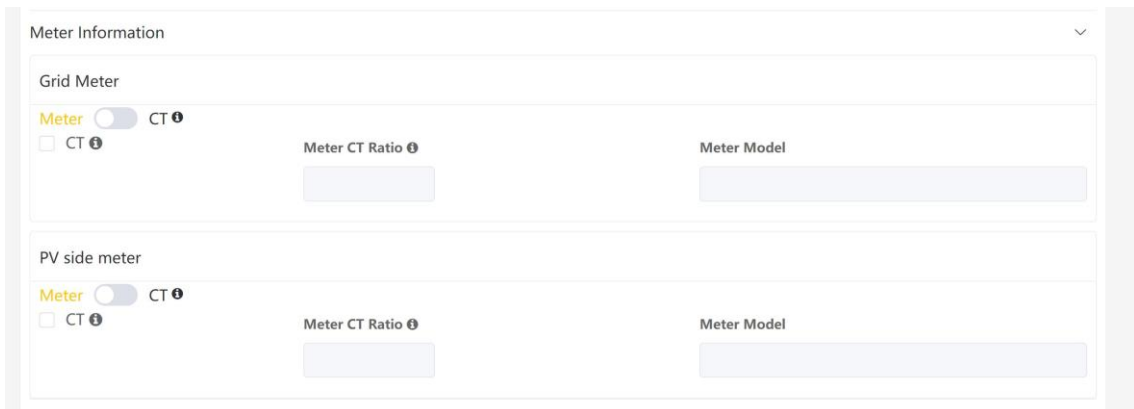 Meter Information
Grid Meter
Meter CT
CT
Meter CT Ratio
Meter Model
PV side meter
Meter CT
CT
Meter CT Ratio
Meter Model